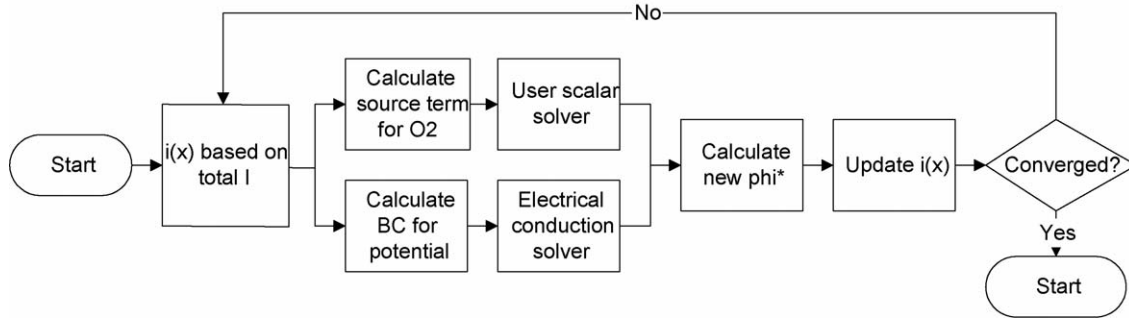 No
Start
i(x) based on
total I
Calculate
source term
for O2
User scalar
solver
Calculate
BC for
potential
Electrical
conduction
solver
Calculate
new phi*
Update i(x)
Converged?
Yes
Start